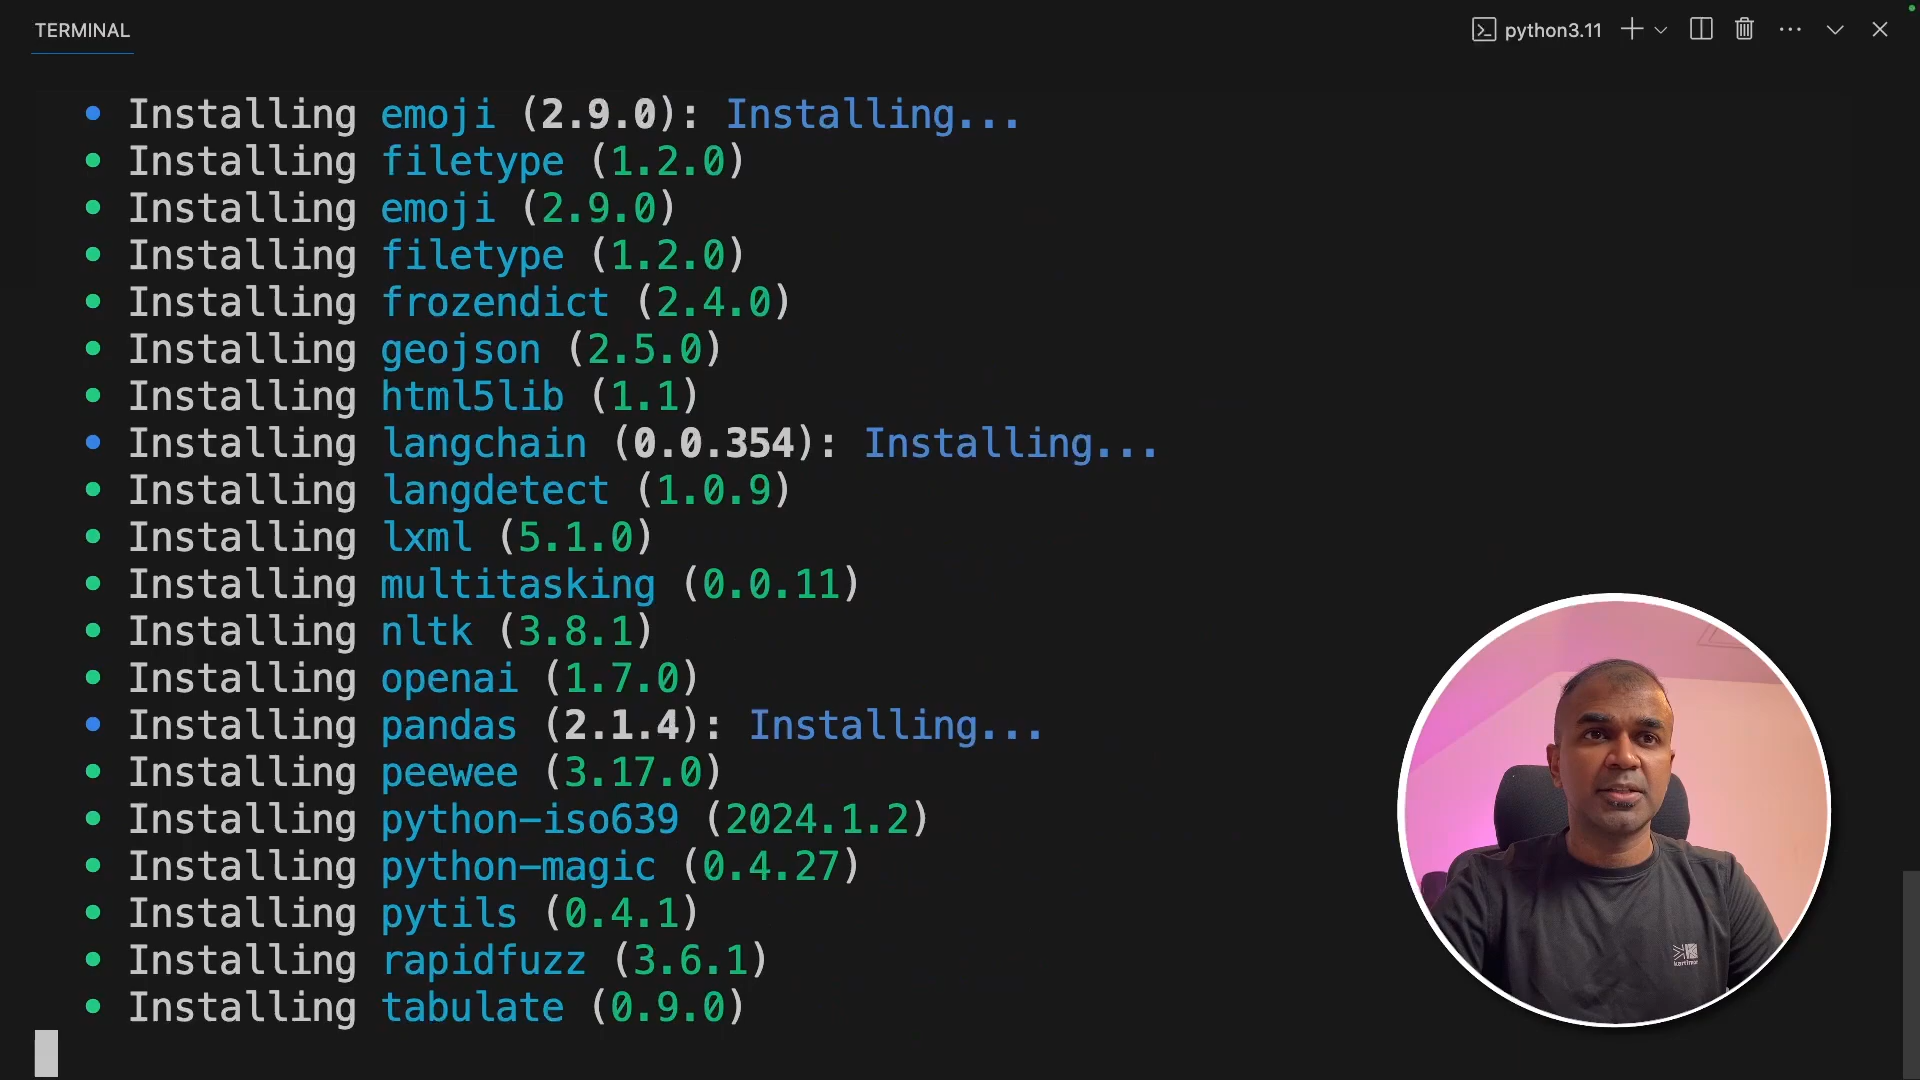 TERMINAL
python3.11
• Installing emoji (2.9.0): Installing...
• Installing filetype (1.2.0)
• Installing emoji (2.9.0)
• Installing filetype (1.2.0)
• Installing frozendict (2.4.0)
• Installing geojson (2.5.0)
• Installing html5lib (1.1)
• Installing langchain (0.0.354): Installing...
• Installing langdetect (1.0.9)
• Installing lxml (5.1.0)
• Installing multitasking (0.0.11)
• Installing nltk (3.8.1)
• Installing openai (1.7.0)
• Installing pandas (2.1.4): Installing...
• Installing peewee (3.17.0)
• Installing python-iso639 (2024.1.2)
• Installing python-magic (0.4.27)
• Installing pytils (0.4.1)
• Installing rapidfuzz (3.6.1)
• Installing tabulate (0.9.0)